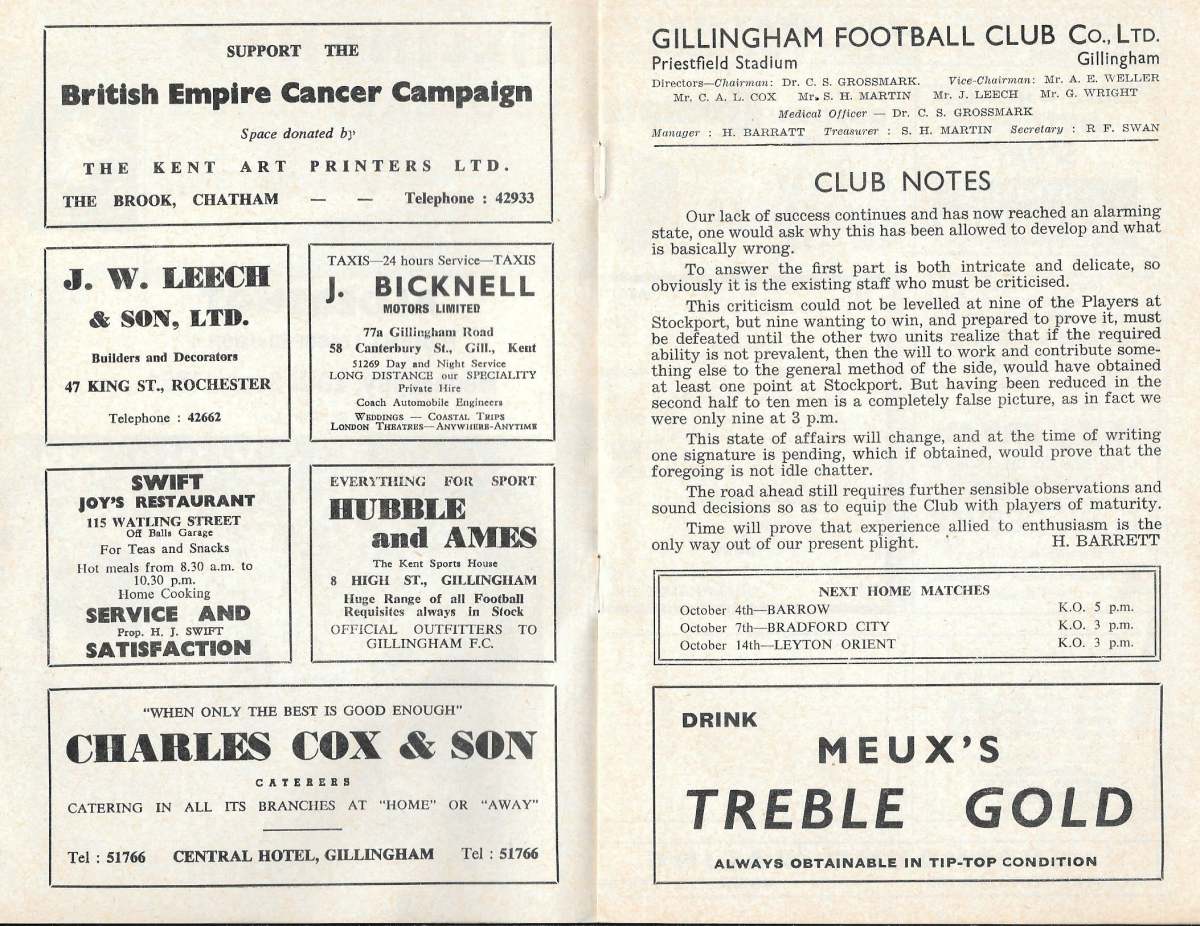 SUPPORT THE
British Empire Cancer Campaign
Space donated by
THE KENT ART PRINTERS LTD.
THE BROOK, CHATHAM — — Telephone : 42933
J. W. LEECH
& SON, LTD.
Builders and Decorators
47 KING ST., ROCHESTER
Telephone : 42662
TAXIS—24 hours Service—TAXIS
J. BICKNELL
MOTORS LIMITED
77a Gillingham Road
58 Canterbury St., Gill., Kent
51269 Day and Night Service
LONG DISTANCE our SPECIALITY
Private Hire
Coach Automobile Engineers
WEDDINGS — COASTAL TRIPS
LONDON THEATRES—ANYWHERE-ANYTIME
SWIFT
JOY'S RESTAURANT
115 WATLING STREET
Off Balls Garage
For Teas and Snacks
Hot meals from 8.30 a.m. to
10.30 p.m.
Home Cooking
SERVICE AND
Prop. H. J. SWIFT
SATISFACTION
EVERYTHING FOR SPORT
HUBBLE
and AMES
The Kent Sports House
8 HIGH ST., GILLINGHAM
Huge Range of all Football
Requisites always in Stock
OFFICIAL OUTFITTERS TO
GILLINGHAM F.C.
"WHEN ONLY THE BEST IS GOOD ENOUGH"
CHARLES COX & SON
CATERERS
CATERING IN ALL ITS BRANCHES AT "HOME" OR "AWAY"
Tel : 51766 CENTRAL HOTEL, GILLINGHAM Tel : 51766
GILLINGHAM FOOTBALL CLUB Co., LTD.
Priestfield Stadium Gillingham
Directors—Chairman: Dr. C. S. GROSSMARK. Vice-Chairman: Mr. A. E. WELLER
Mr. C. A. L. COX Mr. S. H. MARTIN Mr. J. LEECH Mr. G. WRIGHT
Medical Officer — Dr. C. S. GROSSMARK
Manager : H. BARRATT Treasurer : S. H. MARTIN Secretary : R F. SWAN
CLUB NOTES
Our lack of success continues and has now reached an alarming
state, one would ask why this has been allowed to develop and what
is basically wrong.
To answer the first part is both intricate and delicate, so
obviously it is the existing staff who must be criticised.
This criticism could not be levelled at nine of the Players at
Stockport, but nine wanting to win, and prepared to prove it, must
be defeated until the other two units realize that if the required
ability is not prevalent, then the will to work and contribute some-
thing else to the general method of the side, would have obtained
at least one point at Stockport. But having been reduced in the
second half to ten men is a completely false picture, as in fact we
were only nine at 3 p.m.
This state of affairs will change, and at the time of writing
one signature is pending, which if obtained, would prove that the
foregoing is not idle chatter.
The road ahead still requires further sensible observations and
sound decisions so as to equip the Club with players of maturity.
Time will prove that experience allied to enthusiasm is the
only way out of our present plight. H. BARRETT
NEXT HOME MATCHES
October 4th—BARROW K.O. 5 p.m.
October 7th—BRADFORD CITY K.O. 3 p.m.
October 14th—LEYTON ORIENT K.O. 3 p.m.
DRINK
MEUX'S
TREBLE GOLD
ALWAYS OBTAINABLE IN TIP-TOP CONDITION